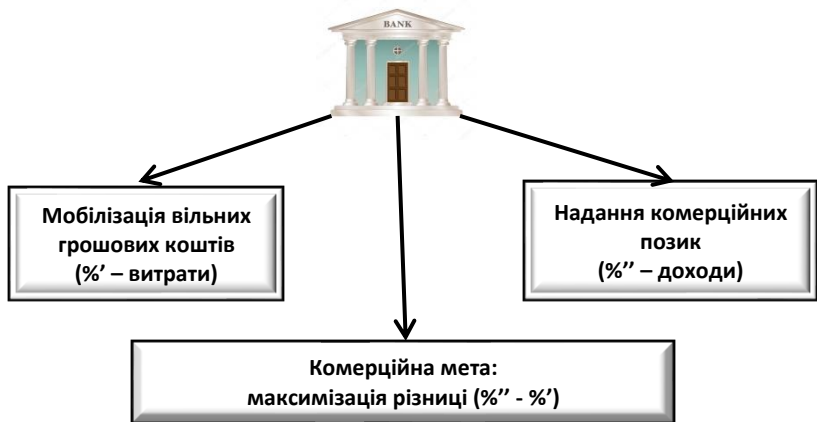 BANK
Мобілізація вільних
грошових коштів
(%’ – витрати)
Надання комерційних
позик
(%’’ – доходи)
Комерційна мета:
максимізація різниці (%’’ - %’)